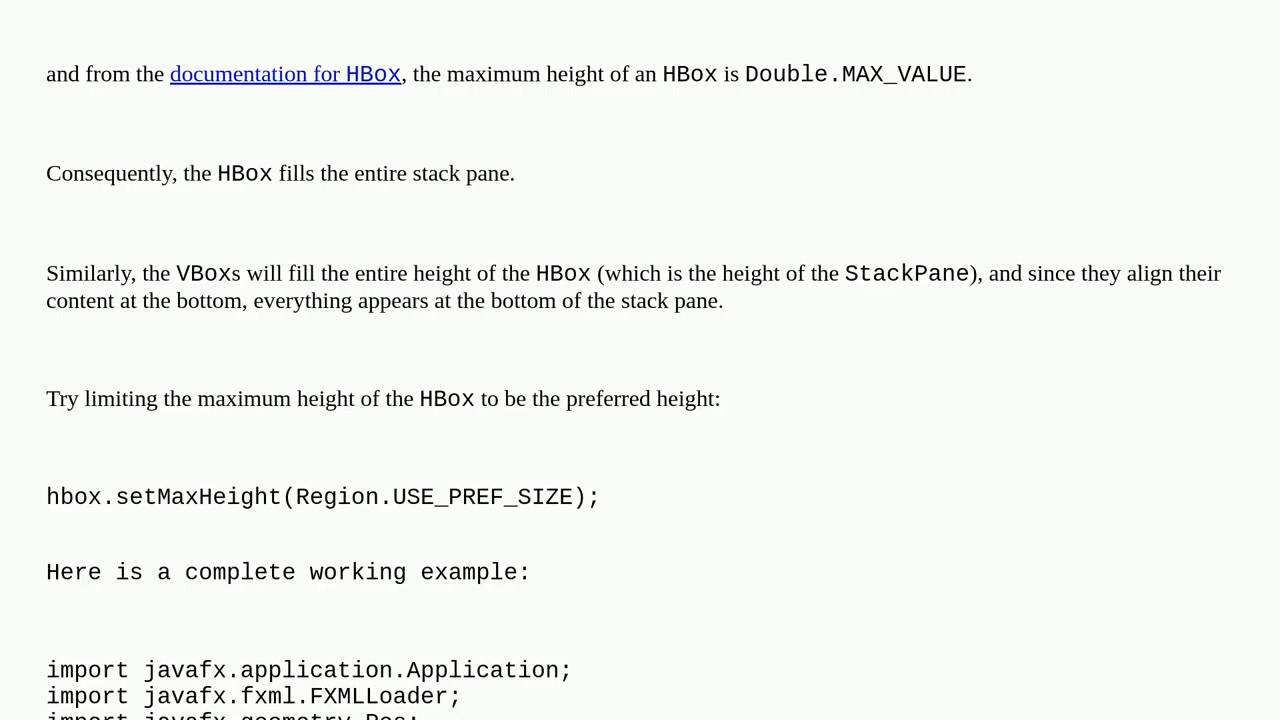 and from the documentation for HBox, the maximum height of an HBox is Double.MAX_VALUE.
Consequently, the HBox fills the entire stack pane.
Similarly, the VBoxs will fill the entire height of the HBox (which is the height of the StackPane), and since they align their
content at the bottom, everything appears at the bottom of the stack pane.
Try limiting the maximum height of the HBox to be the preferred height:
hbox.setMaxHeight(Region.USE_PREF_SIZE);
Here is a complete working example:
import javafx.application.Application;
import javafx.fxml.FXMLLoader;
import javafx.geometry.Pos;